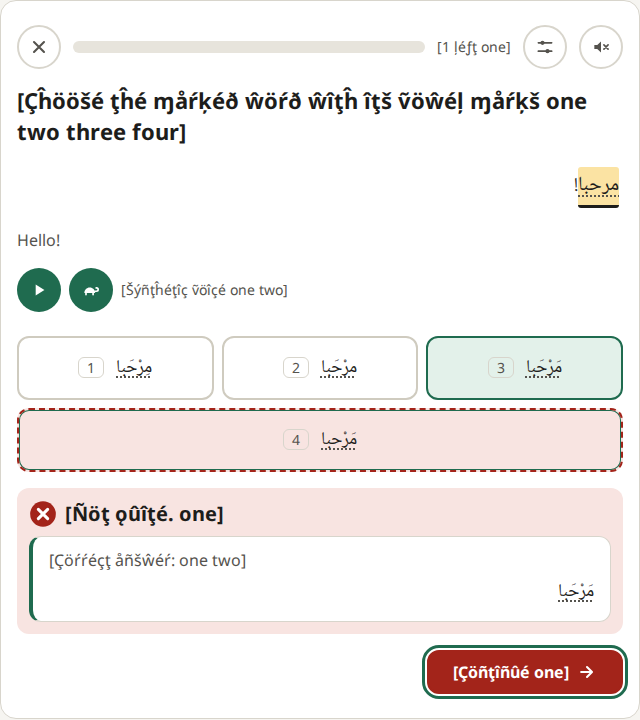 [1 ļéƒţ one]
[Çĥööšé ţĥé ɱåŕķéð ŵöŕð ŵîţĥ îţš ṽöŵéļ ɱåŕķš one
two three four]
مرحبا!
Hello!
[Šýñţĥéţîç ṽöîçé one two]
1 مَرْحَبا
2 مَرْحَبا
3 مَرْحَبا
4 مَرْحبا
[Ñöţ ǫûîţé. one]
[Çöŕŕéçţ åñšŵéŕ: one two]
مَرْحَبا
[Çöñţîñûé one]